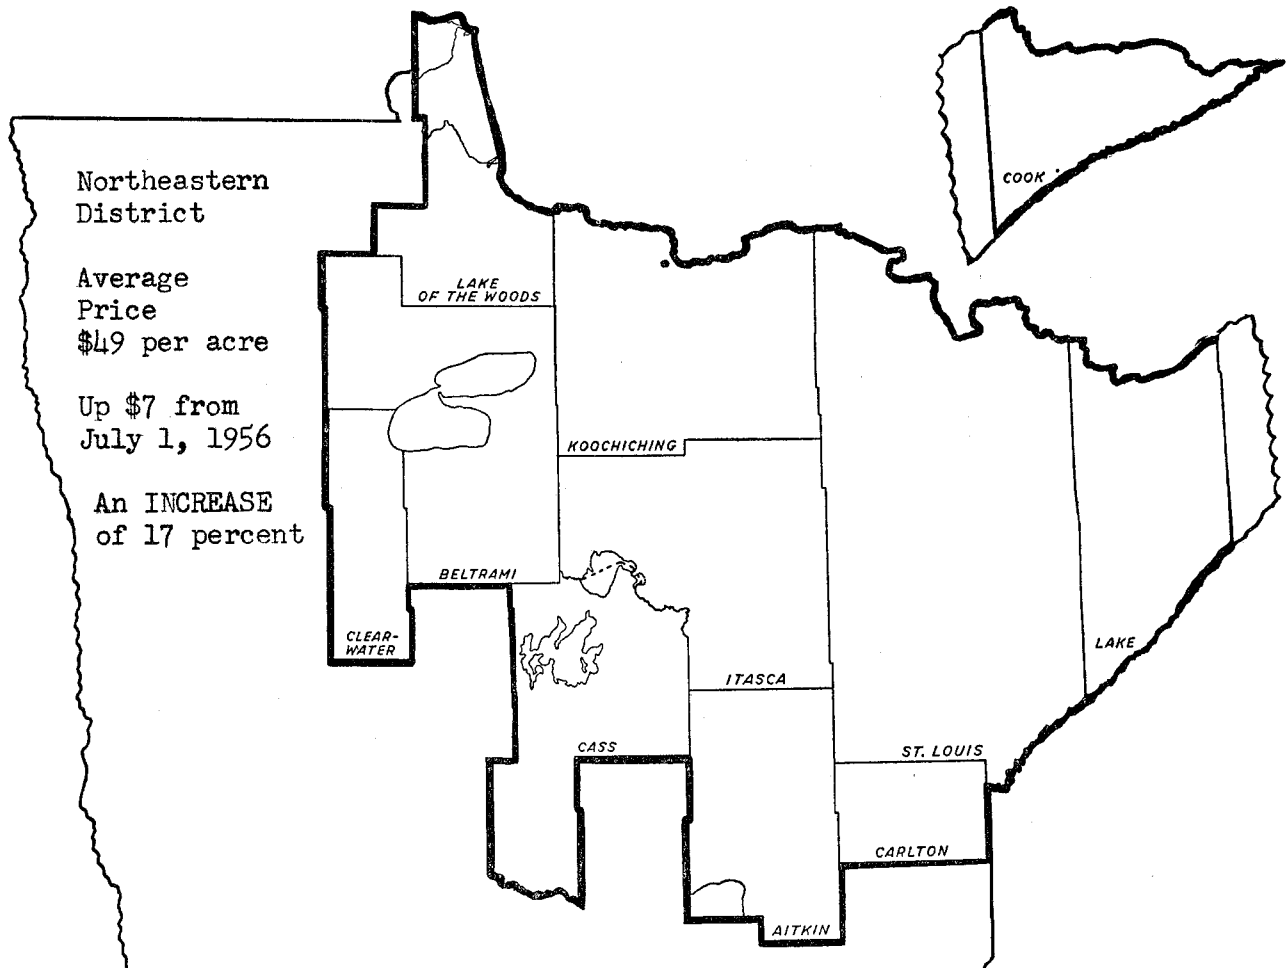 Northeastern
District
Average
Price
$49 per acre
Up $7 from
July 1, 1956
An INCREASE
of 17 percent
COOK
LAKE
OF THE WOODS
KOOCHICHING
BELTRAMI
CLEAR-
WATER
LAKE
ITASCA
CASS
ST. LOUIS
CARLTON
AITKIN